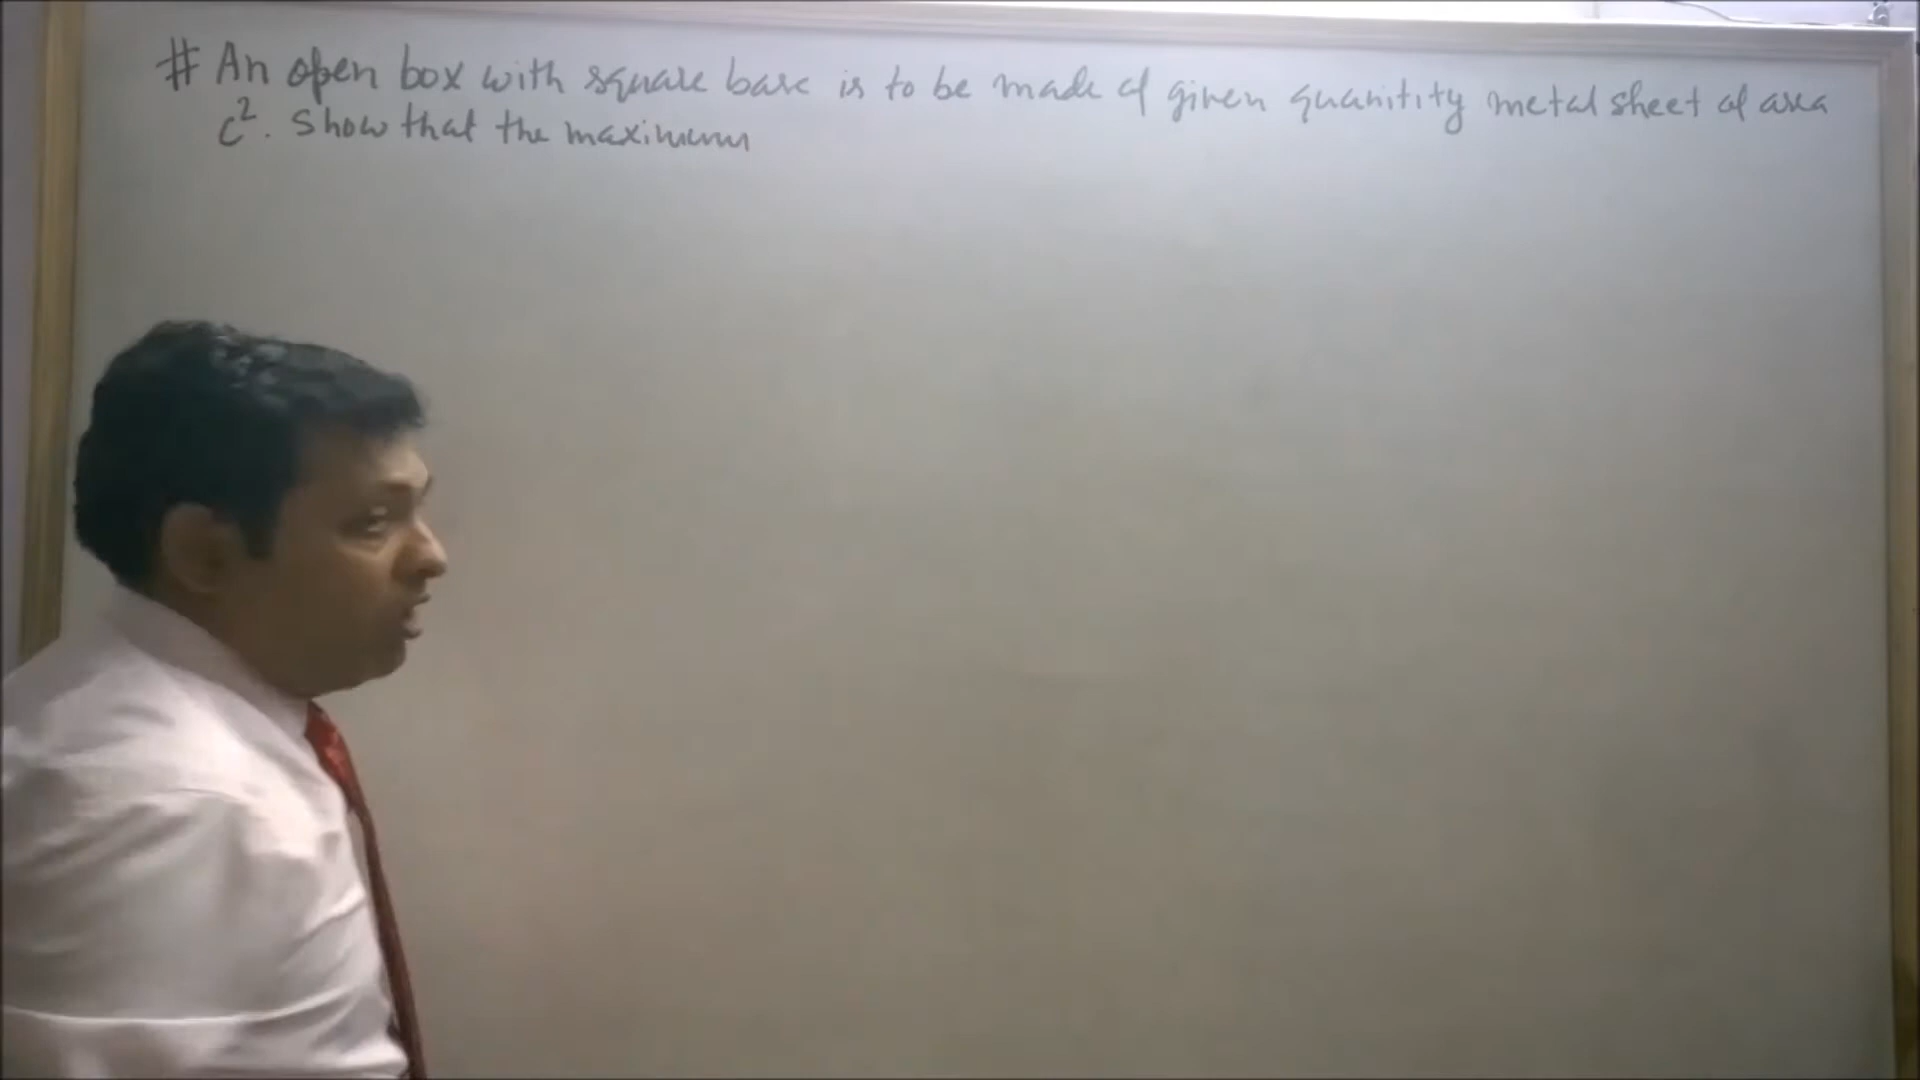 # An open box with square base is to be made of given quanitity metal sheet of area
c². Show that the maximum